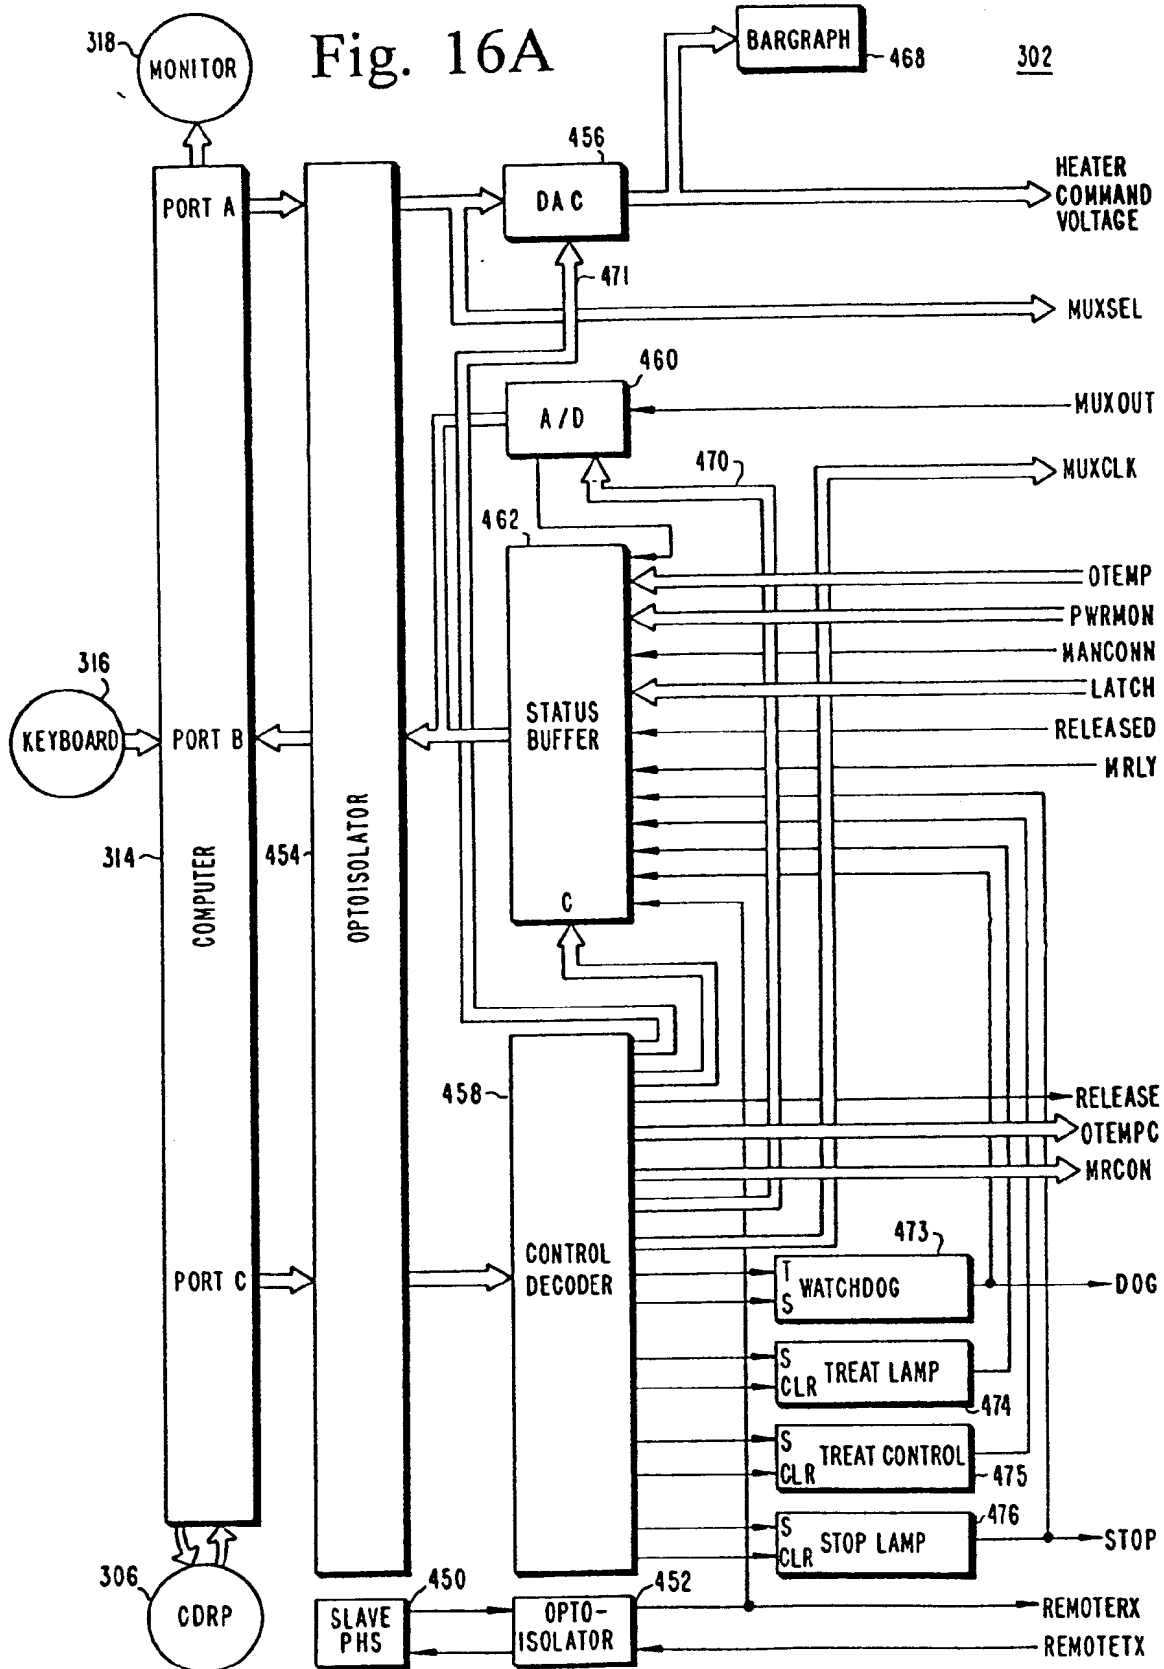 Fig. 16A
302
318
MONITOR
BARGRAPH
468
456
PORT A
DAC
HEATER
COMMAND
VOLTAGE
471
MUXSEL
460
A/D
MUXOUT
470
MUXCLK
462
OTEMP
PWRMON
MANCONN
LATCH
RELEASED
MRLY
316
KEYBOARD
PORT B
STATUS
BUFFER
C
314
COMPUTER
454
OPTOISOLATOR
458
RELEASE
OTEMPC
MRCON
CONTROL
DECODER
PORT C
473
T
S
WATCHDOG
DOG
S
CLR
TREAT LAMP
474
S
CLR
TREAT CONTROL
475
S
CLR
STOP LAMP
476
STOP
306
CDRP
450
SLAVE
PHS
452
OPTO-
ISOLATOR
REMOTERX
REMOTETX